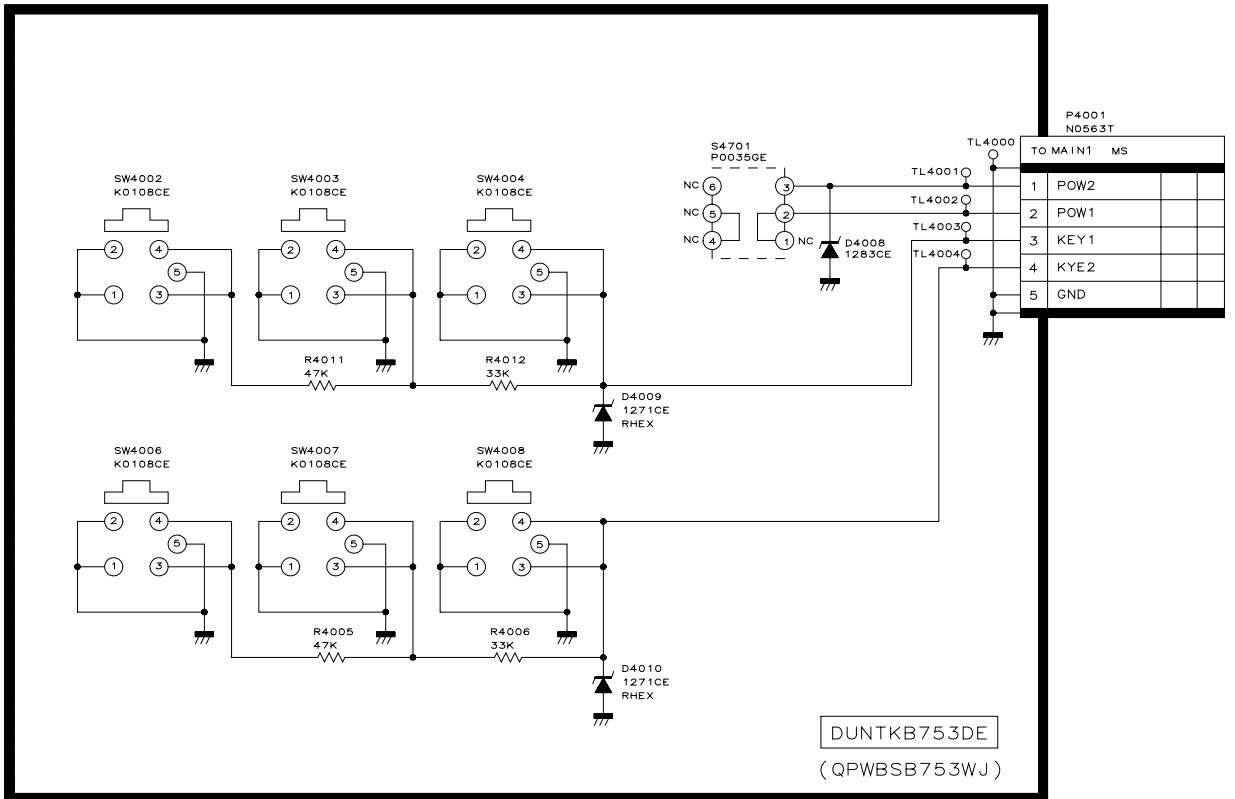 P4001
N0563T
TO MAIN1 MS
TL4000
S4701
P0035GE
NC 6 3 TL4001 1 POW2
NC 5 2 TL4002 2 POW1
NC 4 1 NC TL4003 3 KEY1
TL4004 4 KYE2
5 GND
D4008
1283CE
SW4002
K0108CE
2 4
5
1 3
SW4003
K0108CE
2 4
5
1 3
SW4004
K0108CE
2 4
5
1 3
R4011
47K
R4012
33K
D4009
1271CE
RHEX
SW4006
K0108CE
2 4
5
1 3
SW4007
K0108CE
2 4
5
1 3
SW4008
K0108CE
2 4
5
1 3
R4005
47K
R4006
33K
D4010
1271CE
RHEX
DUNTKB753DE
(QPWBSB753WJ)